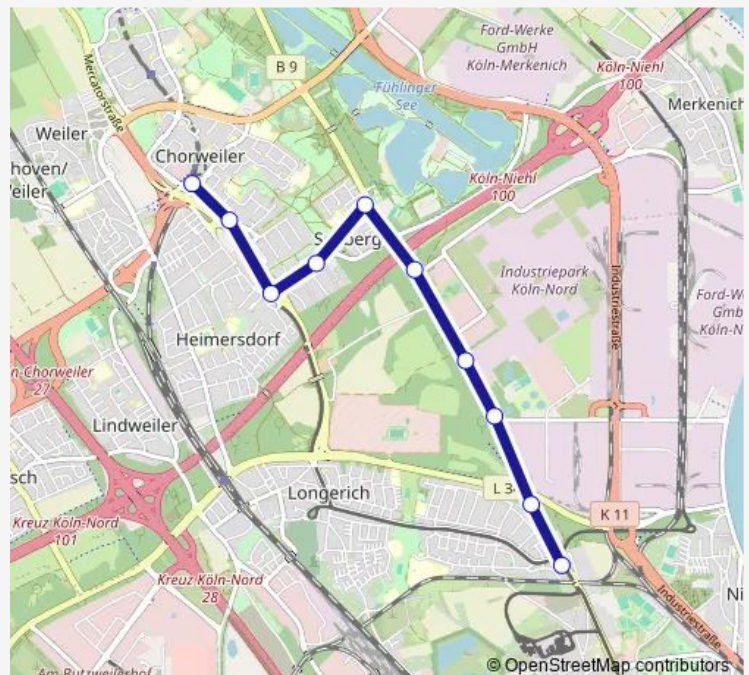 Ford-Werke
GmbH
Köln-Merkenich
Mercatorstraße
B 9
Köln-Niehl
100
Fühlinger
See
Merkenich
Weiler
Chorweiler
hoven/
Weiler
Köln-Niehl
100
berg
Industriepark
Köln-Nord
Industriestraße
Ford-W
Gmb
Köln-N
Heimersdorf
n-Chorweiler
27
Lindweiler
sch
Longerich
L 3
K 11
Kreuz Köln-Nord
101
Kreuz Köln-Nord
28
Ni
Industriestraße
Am Butzweilerhof
© OpenStreetMap contributors